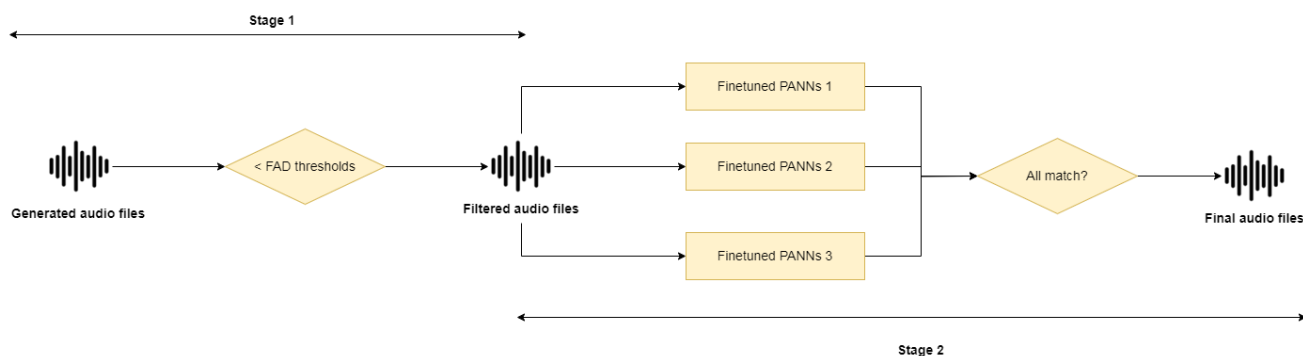 Stage 1
Finetuned PANNs 1
< FAD thresholds
Finetuned PANNs 2
All match?
Generated audio files
Filtered audio files
Final audio files
Finetuned PANNs 3
Stage 2